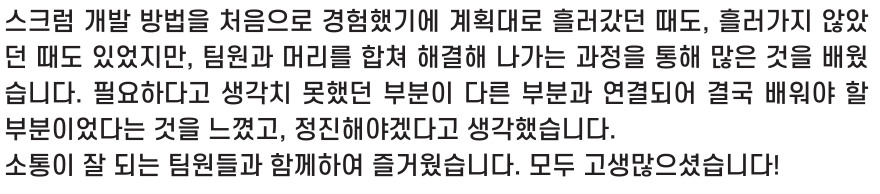 스크럼 개발 방법을 처음으로 경험했기에 계획대로 흘러갔던 때도, 흘러가지 않았
던 때도 있었지만, 팀원과 머리를 합쳐 해결해 나가는 과정을 통해 많은 것을 배웠
습니다. 필요하다고 생각치 못했던 부분이 다른 부분과 연결되어 결국 배워야 할
부분이었다는 것을 느꼈고, 정진해야겠다고 생각했습니다.
소통이 잘 되는 팀원들과 함께하여 즐거웠습니다. 모두 고생많으셨습니다!